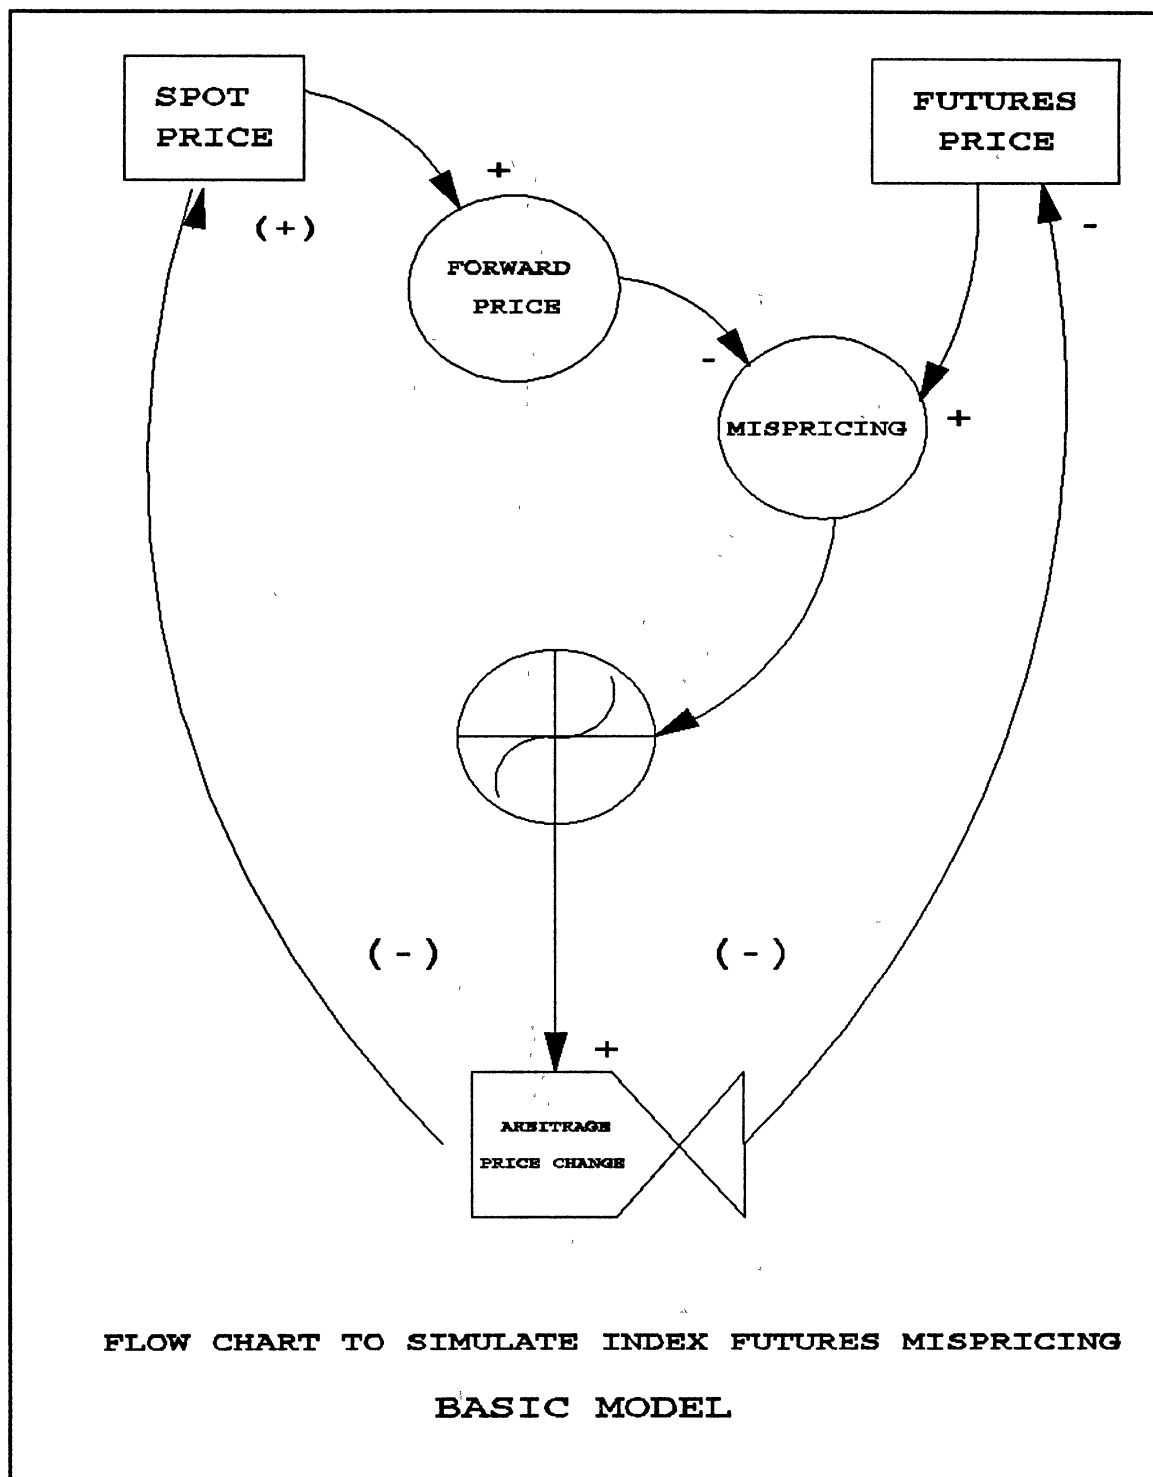 SPOT
PRICE
FUTURES
PRICE
+
(+)
-
FORWARD
PRICE
-
+
MISPRICING
(-)
(-)
+
ARBITRAGE
PRICE CHANGE
FLOW CHART TO SIMULATE INDEX FUTURES MISPRICING
BASIC MODEL